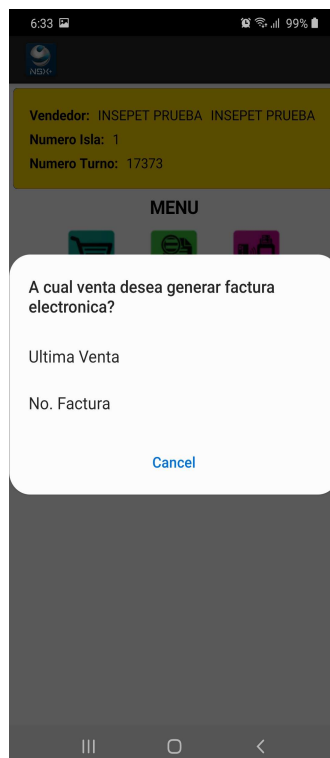 6:33
99%
NSX+
Vendedor: INSEPET PRUEBA INSEPET PRUEBA
Numero Isla: 1
Numero Turno: 17373
MENU
A cual venta desea generar factura
electronica?
Ultima Venta
No. Factura
Cancel